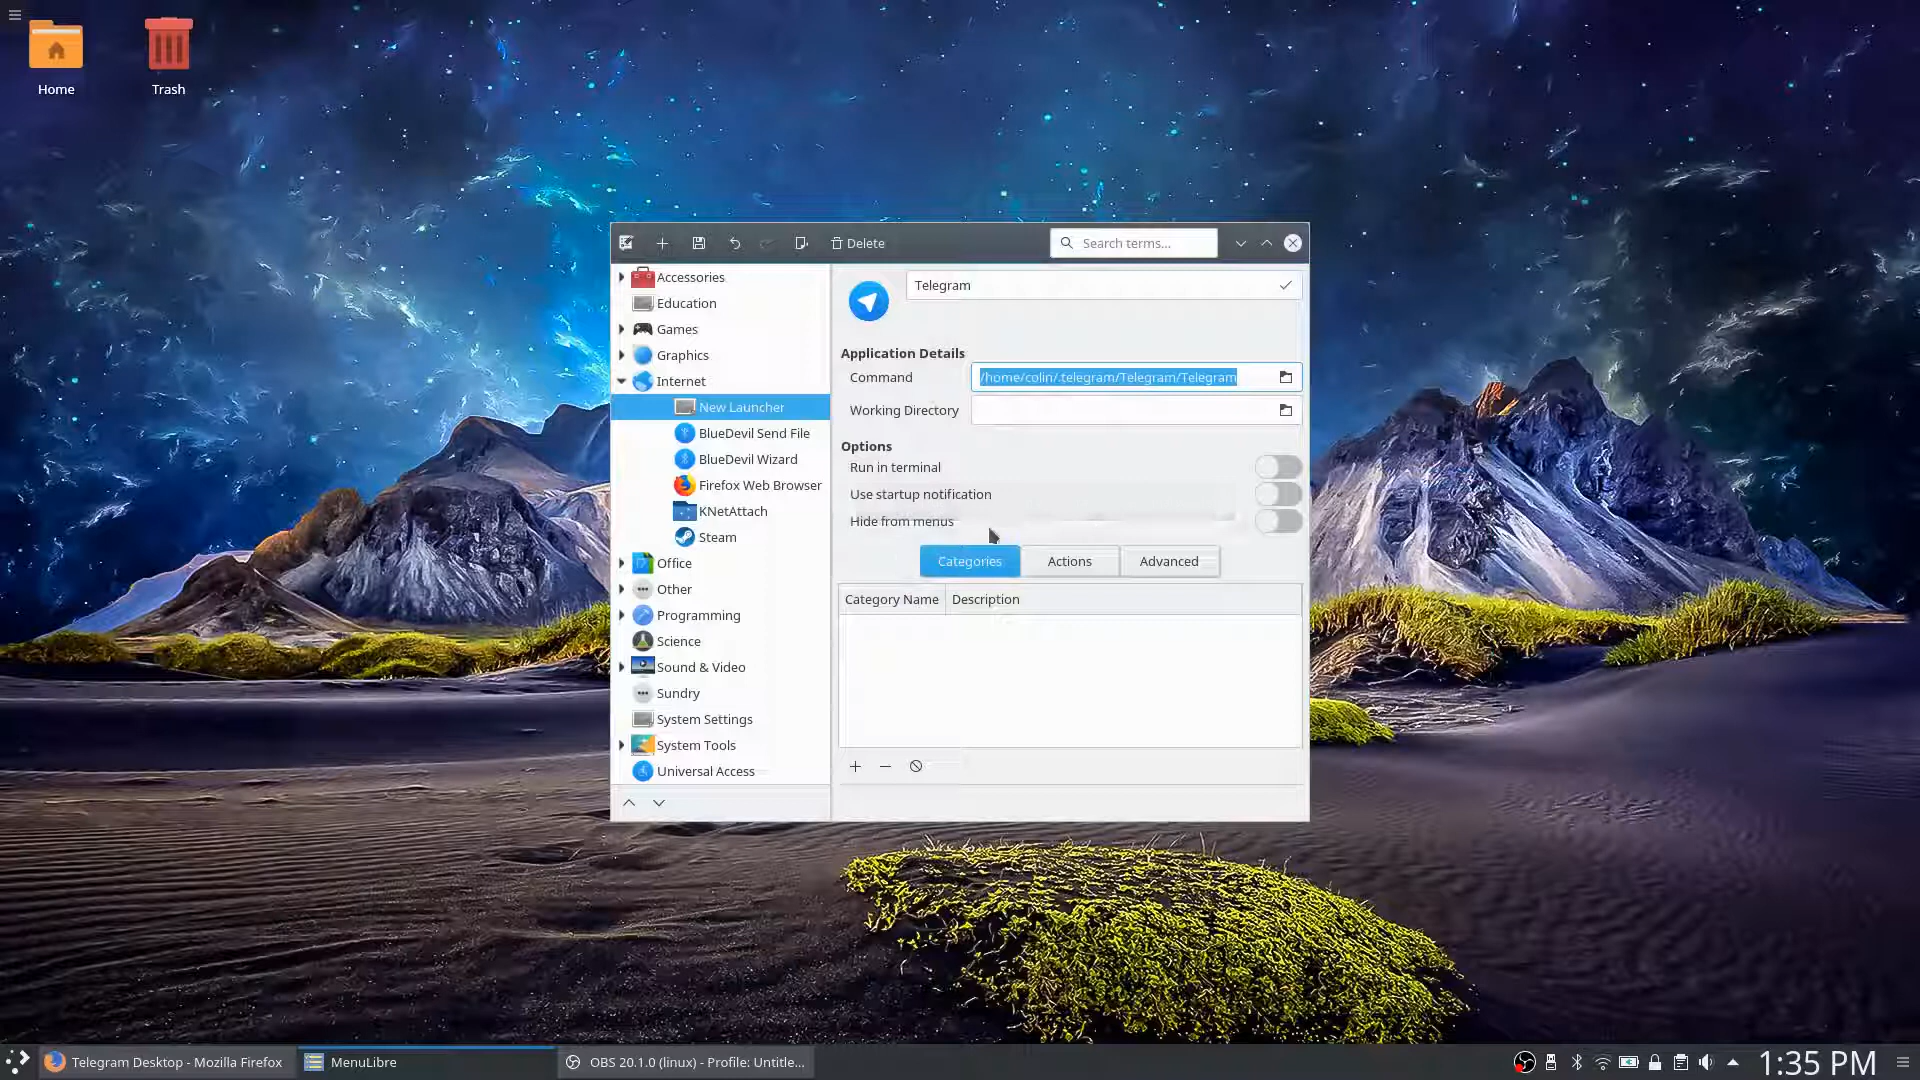 Home
Trash
Delete
Search terms...
Accessories
Education
Games
Graphics
Internet
New Launcher
BlueDevil Send File
BlueDevil Wizard
Firefox Web Browser
KNetAttach
Steam
Office
Other
Programming
Science
Sound & Video
Sundry
System Settings
System Tools
Universal Access
Telegram
Application Details
Command /home/colin/.telegram/Telegram/Telegram
Working Directory
Options
Run in terminal
Use startup notification
Hide from menus
Categories Actions Advanced
Category Name Description
Telegram Desktop - Mozilla Firefox MenuLibre OBS 20.1.0 (linux) - Profile: Untitle... 1:35 PM